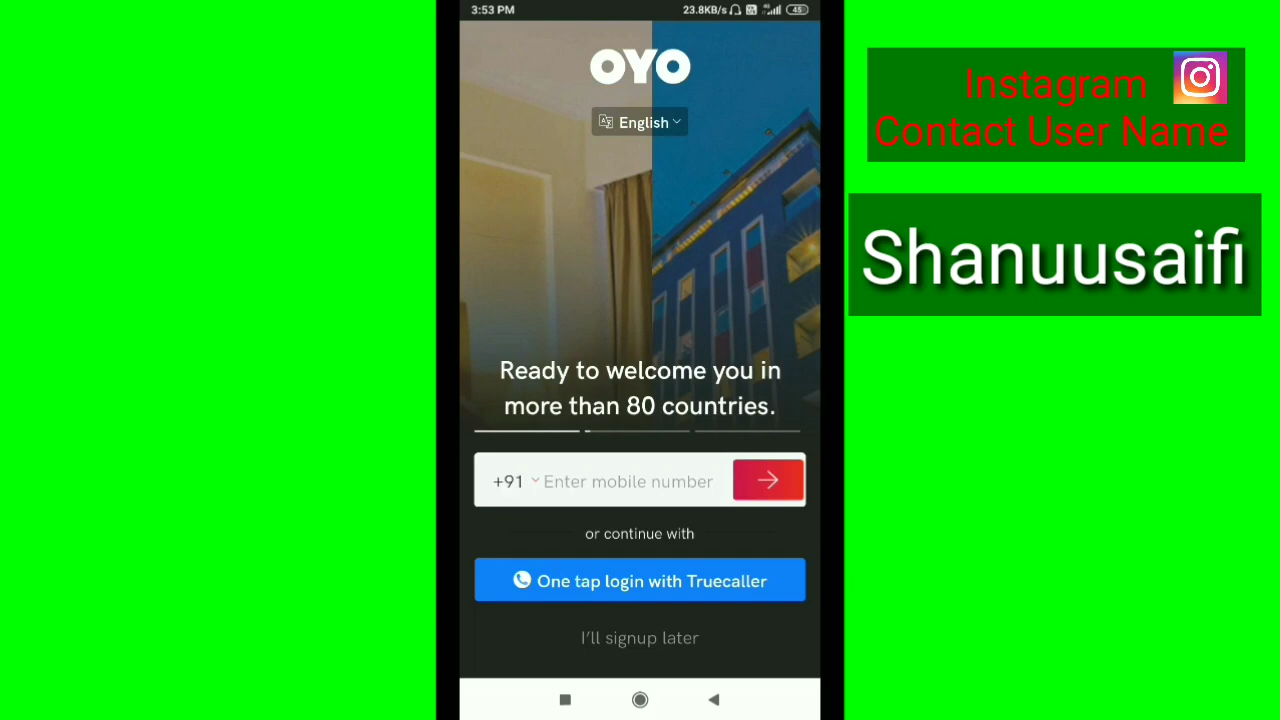 3:53 PM
23.8KB/s
45
OYO
English
Ready to welcome you in
more than 80 countries.
+91 Enter mobile number
or continue with
One tap login with Truecaller
I'll signup later
Instagram
Contact User Name
Shanuusaifi